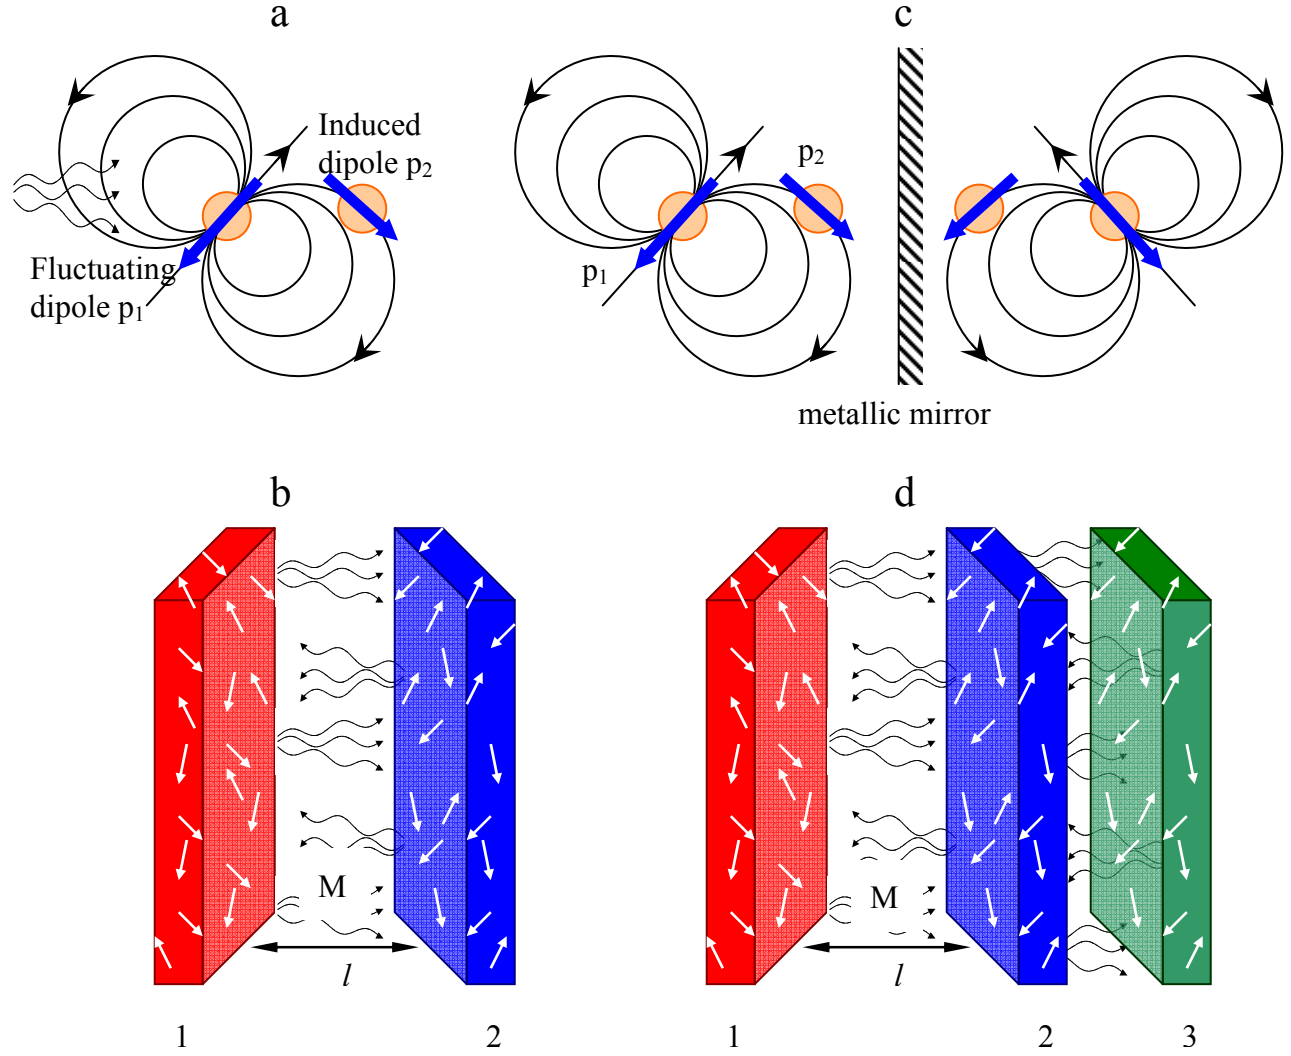 a
c
Induced
dipole p2
Fluctuating
dipole p1
p2
p1
metallic mirror
b
d
M
l
1
2
M
l
1
2
3